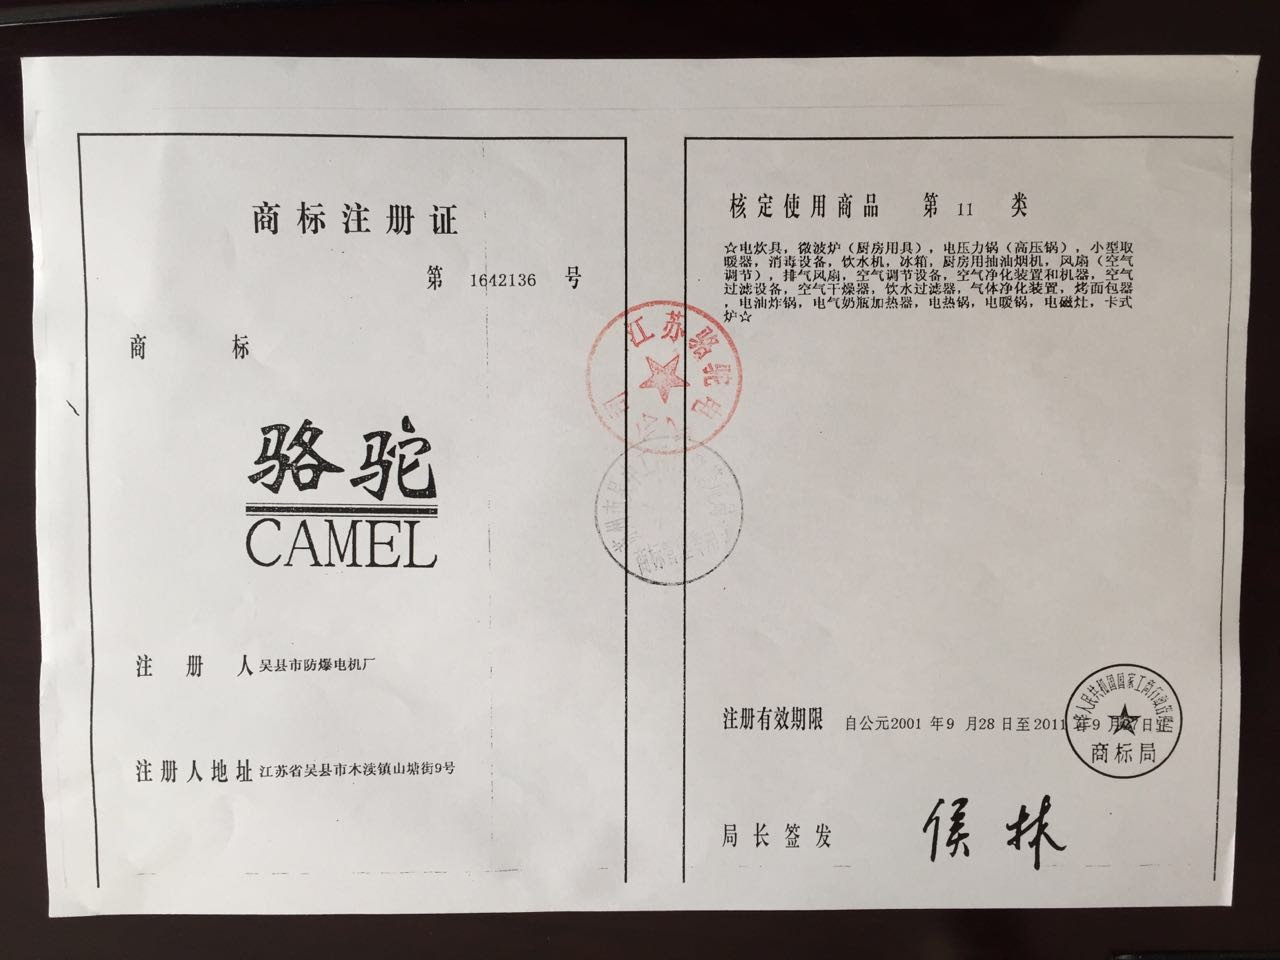 商标注册证
第 1642136 号
商 标
骆驼
CAMEL
注 册 人 吴县市防爆电机厂
注册人地址 江苏省吴县市木渎镇山塘街9号
核定使用商品 第 11 类
☆电炊具，微波炉（厨房用具），电压力锅（高压锅），小型取
暖器，消毒设备，饮水机，冰箱，厨房用抽油烟机，风扇（空气
调节），排气风扇，空气调节设备，空气净化装置和机器，空气
过滤设备，空气干燥器，饮水过滤器，气体净化装置，烤面包器
，电油炸锅，电气奶瓶加热器，电热锅，电暖锅，电磁灶，卡式
炉☆
江苏骆驼电
公司
注册有效期限 自公元2001 年9 月28 日至2011 年9 月27日止
商标局
局长签发 侯林